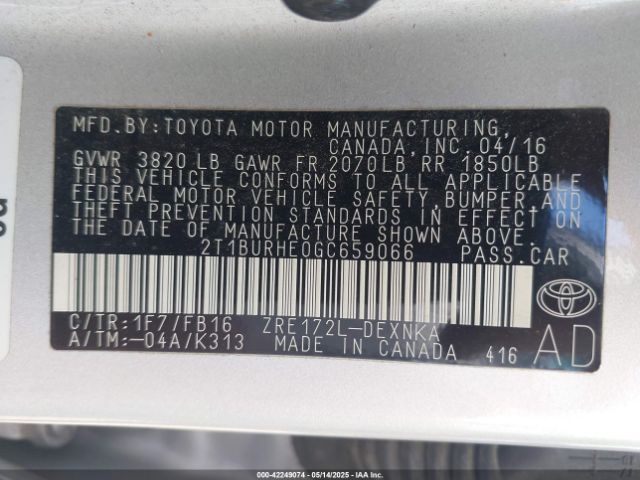 MFD.BY:TOYOTA MOTOR MANUFACTURING,
CANADA,INC.04/16
GVWR 3820LB GAWR FR 2070LB RR 1850LB
THIS VEHICLE CONFORMS TO ALL APPLICABLE
FEDERAL MOTOR VEHICLE SAFETY,BUMPER,AND
THEFT PREVENTION STANDARDS IN EFFECT ON
THE DATE OF MANUFACTURE SHOWN ABOVE.
2T1BURHE0GC659066 PASS.CAR
C/TR:1F7/FB16 ZRE172L-DEXNKA
A/TM:-04A/K313 MADE IN CANADA 416 AD
000-42249074 - 05/14/2025 - IAA Inc.